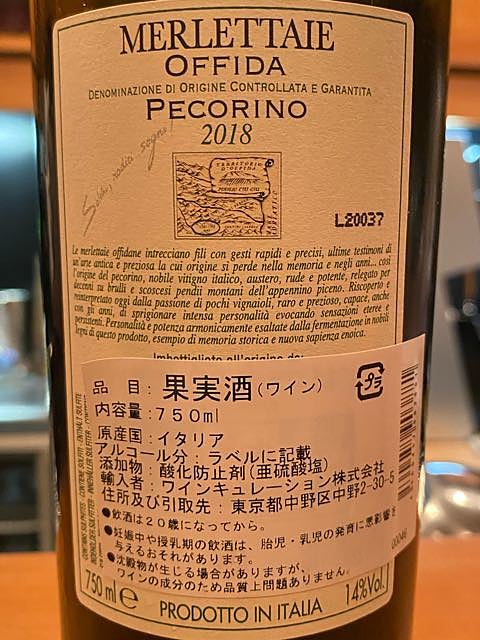 MERLETTAIE
OFFIDA
DENOMINAZIONE DI ORIGINE CONTROLLATA E GARANTITA
PECORINO
2018
TERRITORIO
D'OFFIDA
L20037
Le merlettaie offidane intrecciano fili con gesti rapidi e precisi, ultime testimoni di
un'arte antica e preziosa la cui origine si perde nella memoria e negli anni... così
l'origine del pecorino, nobile vitigno italico, austero, rude e potente, relegato per
decenni su brulli e scoscesi pendii montani dell'appennino piceno. Riscoperto e
reinterpretato oggi dalla passione di pochi vignaioli, raro e prezioso, capace, anche
con gli anni, di sprigionare intensa personalità evocando sensazioni eteree e
persistenti. Personalità e potenza armonicamente esaltate dalla fermentazione in nobili
legni di questo prodotto, esempio di memoria storica e nuova sapienza enoica.
Imbottigliato all'origine da:
品 目:果実酒(ワイン)
内容量:750ml
原産国:イタリア
アルコール分:ラベルに記載
添加物:酸化防止剤(亜硫酸塩)
輸入者:ワインキュレーション株式会社
住所及び引取先:東京都中野区中野2-30-5
●飲酒は20歳になってから。
●妊娠中や授乳期の飲酒は、胎児・乳児の発育に悪影響を
与えるおそれがあります。
●沈殿物が生じる場合がありますが、
ワインの成分のため品質上問題ありません。
プラ
750 ml e
PRODOTTO IN ITALIA
14%Vol.